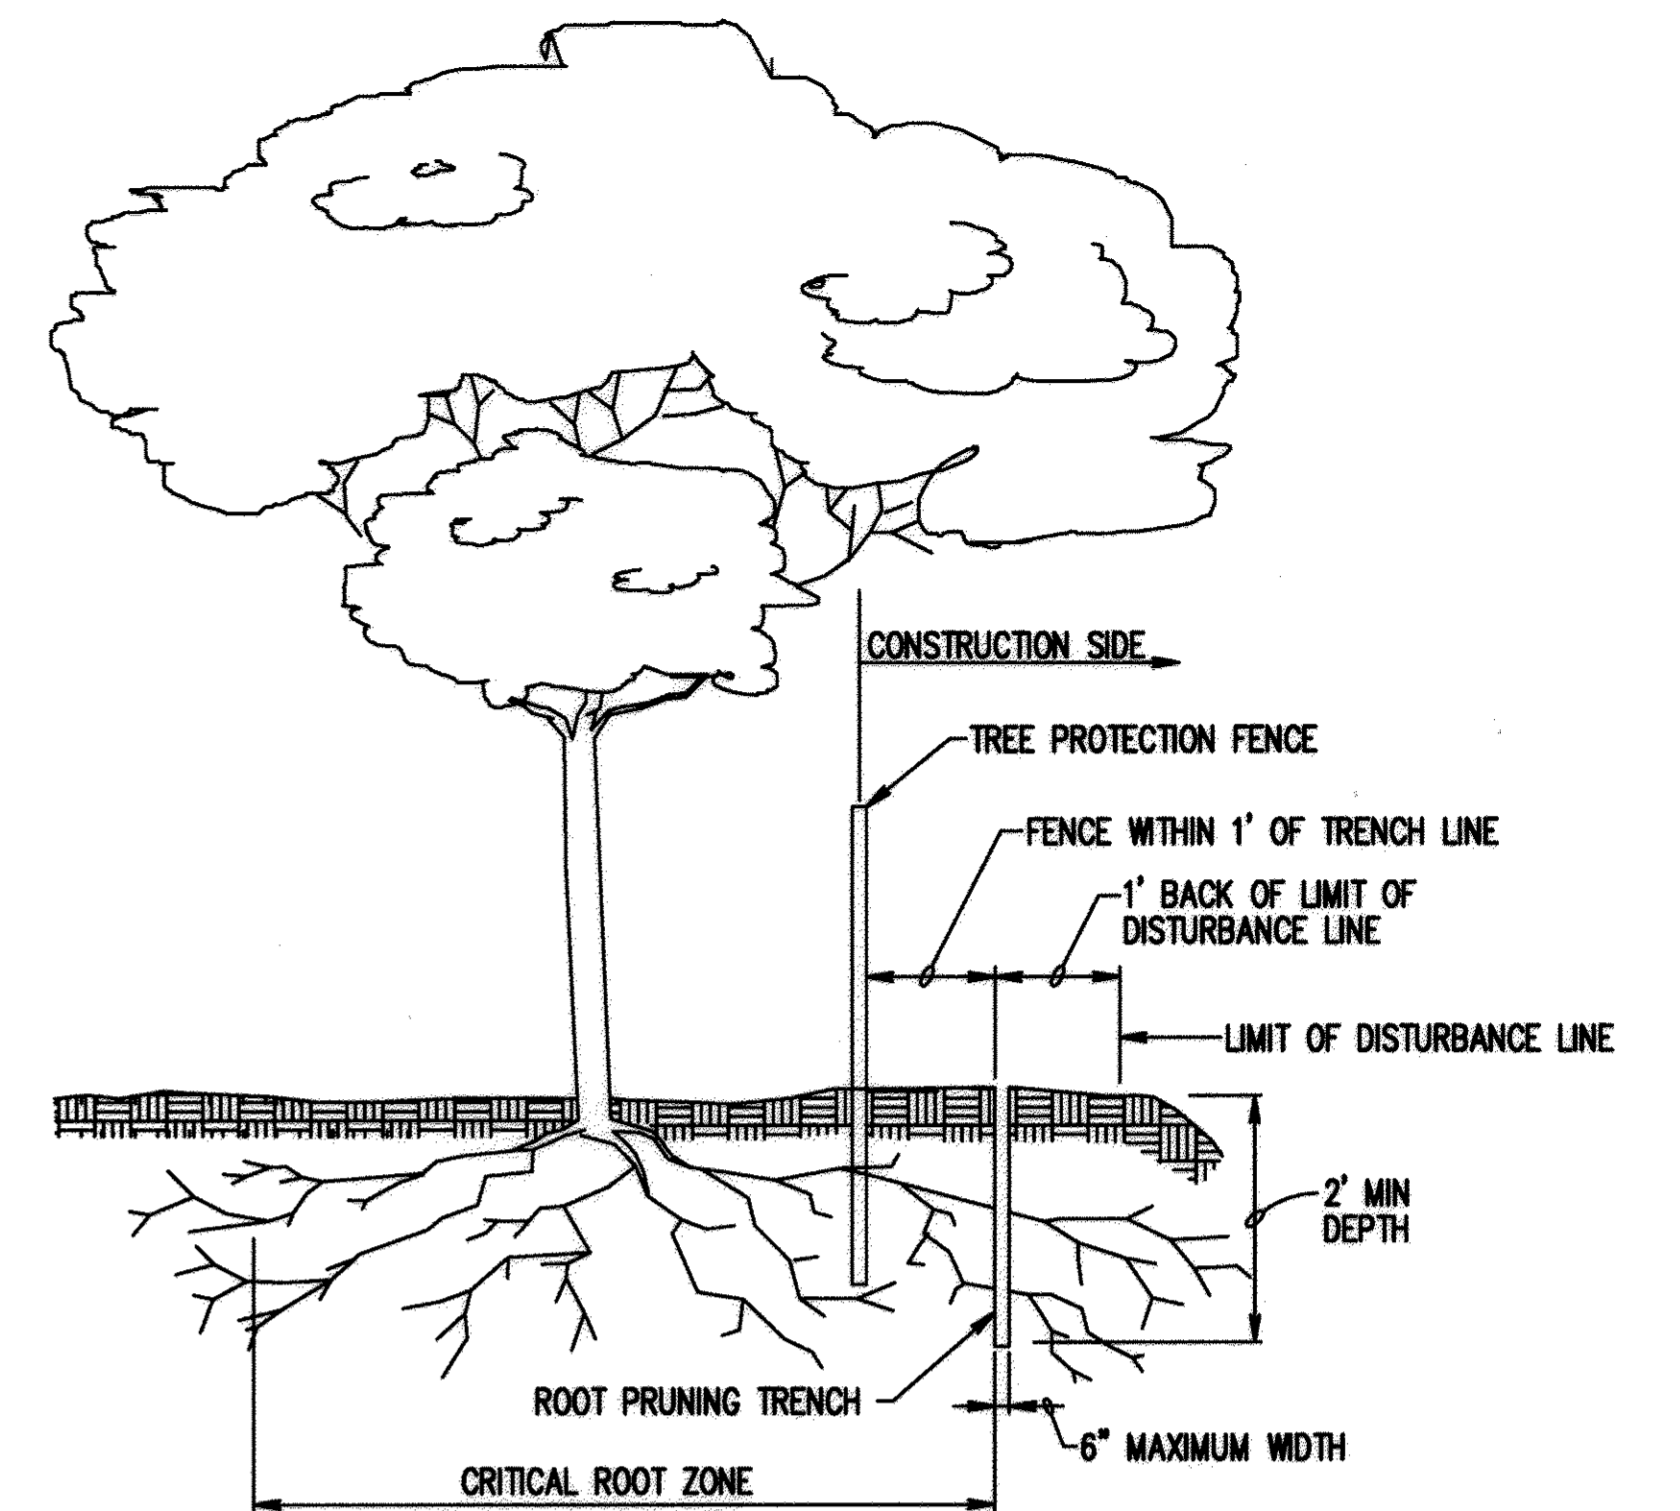 CONSTRUCTION SIDE
TREE PROTECTION FENCE
FENCE WITHIN 1' OF TRENCH LINE
1' BACK OF LIMIT OF
DISTURBANCE LINE
LIMIT OF DISTURBANCE LINE
2' MIN
DEPTH
ROOT PRUNING TRENCH
6" MAXIMUM WIDTH
CRITICAL ROOT ZONE